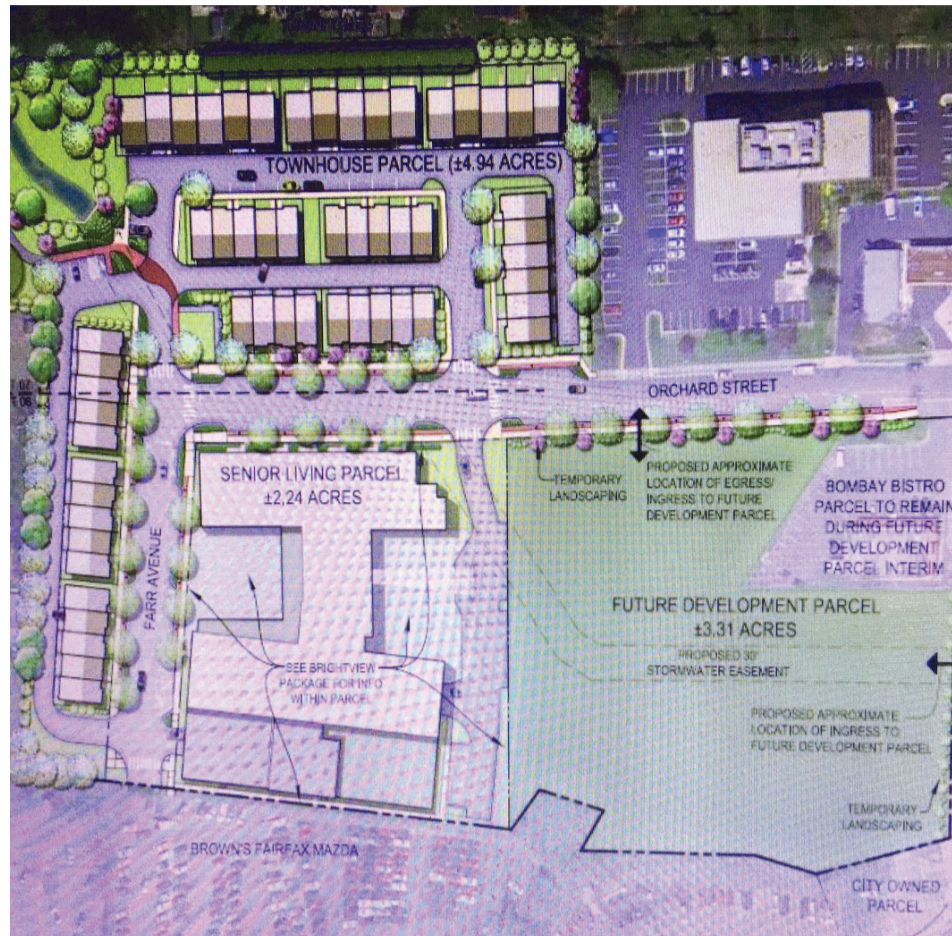 TOWNHOUSE PARCEL (±4.94 ACRES)
ORCHARD STREET
SENIOR LIVING PARCEL
±2.24 ACRES
TEMPORARY
LANDSCAPING
PROPOSED APPROXIMATE
LOCATION OF EGRESS/
INGRESS TO FUTURE
DEVELOPMENT PARCEL
BOMBAY BISTRO
PARCEL TO REMAIN
DURING FUTURE
DEVELOPMENT
PARCEL INTERIM
FARR AVENUE
FUTURE DEVELOPMENT PARCEL
±3.31 ACRES
PROPOSED 30'
STORMWATER EASEMENT
SEE BRIGHTVIEW
PACKAGE FOR INFO
WITHIN PARCEL
PROPOSED APPROXIMATE
LOCATION OF INGRESS TO
FUTURE DEVELOPMENT PARCEL
TEMPORARY
LANDSCAPING
BROWN'S FAIRFAX MAZDA
CITY OWNED
PARCEL